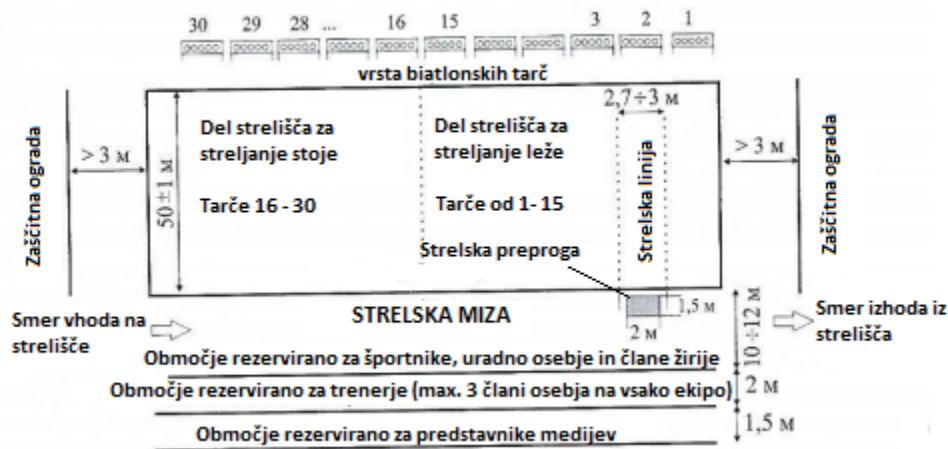 30 29 28 ... 16 15 3 2 1
vrsta biatlonskih tarč
2,7÷3 м
Zaščitna ograda
> 3 м
50±1 м
Del strelišča za
streljanje stoje
Tarče 16 - 30
Del strelišča za
streljanje leže
Tarče od 1- 15
Strelska linija
> 3 м
Zaščitna ograda
Strelska preproga
Smer vhoda na
strelišče
STRELSKA MIZA
1,5 м
2 м
10÷12 м
Smer izhoda iz
strelišča
Območje rezervirano za športnike, uradno osebje in člane žirije
Območje rezervirano za trenerje (max. 3 člani osebja na vsako ekipo)
2 м
Območje rezervirano za predstavnike medijev
1,5 м